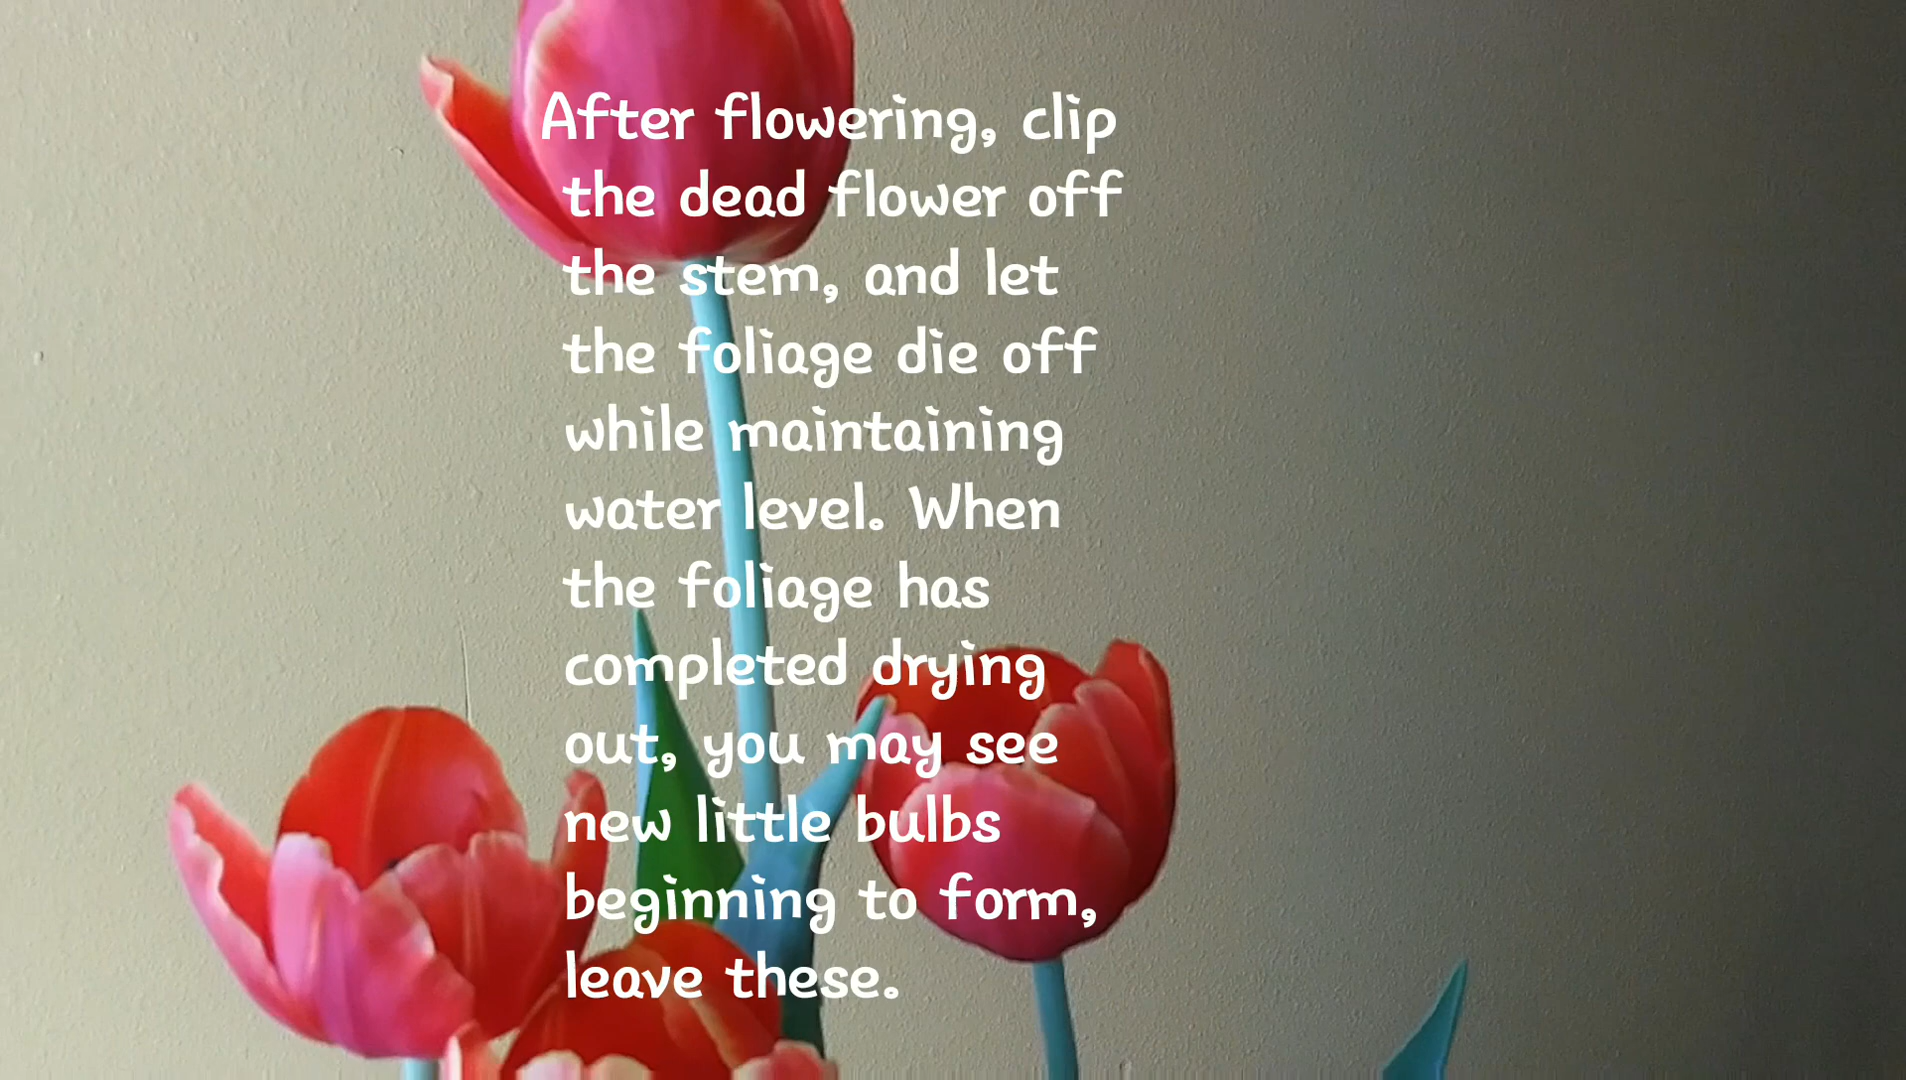 After flowering, clip
the dead flower off
the stem, and let
the foliage die off
while maintaining
water level. When
the foliage has
completed drying
out, you may see
new little bulbs
beginning to form,
leave these.